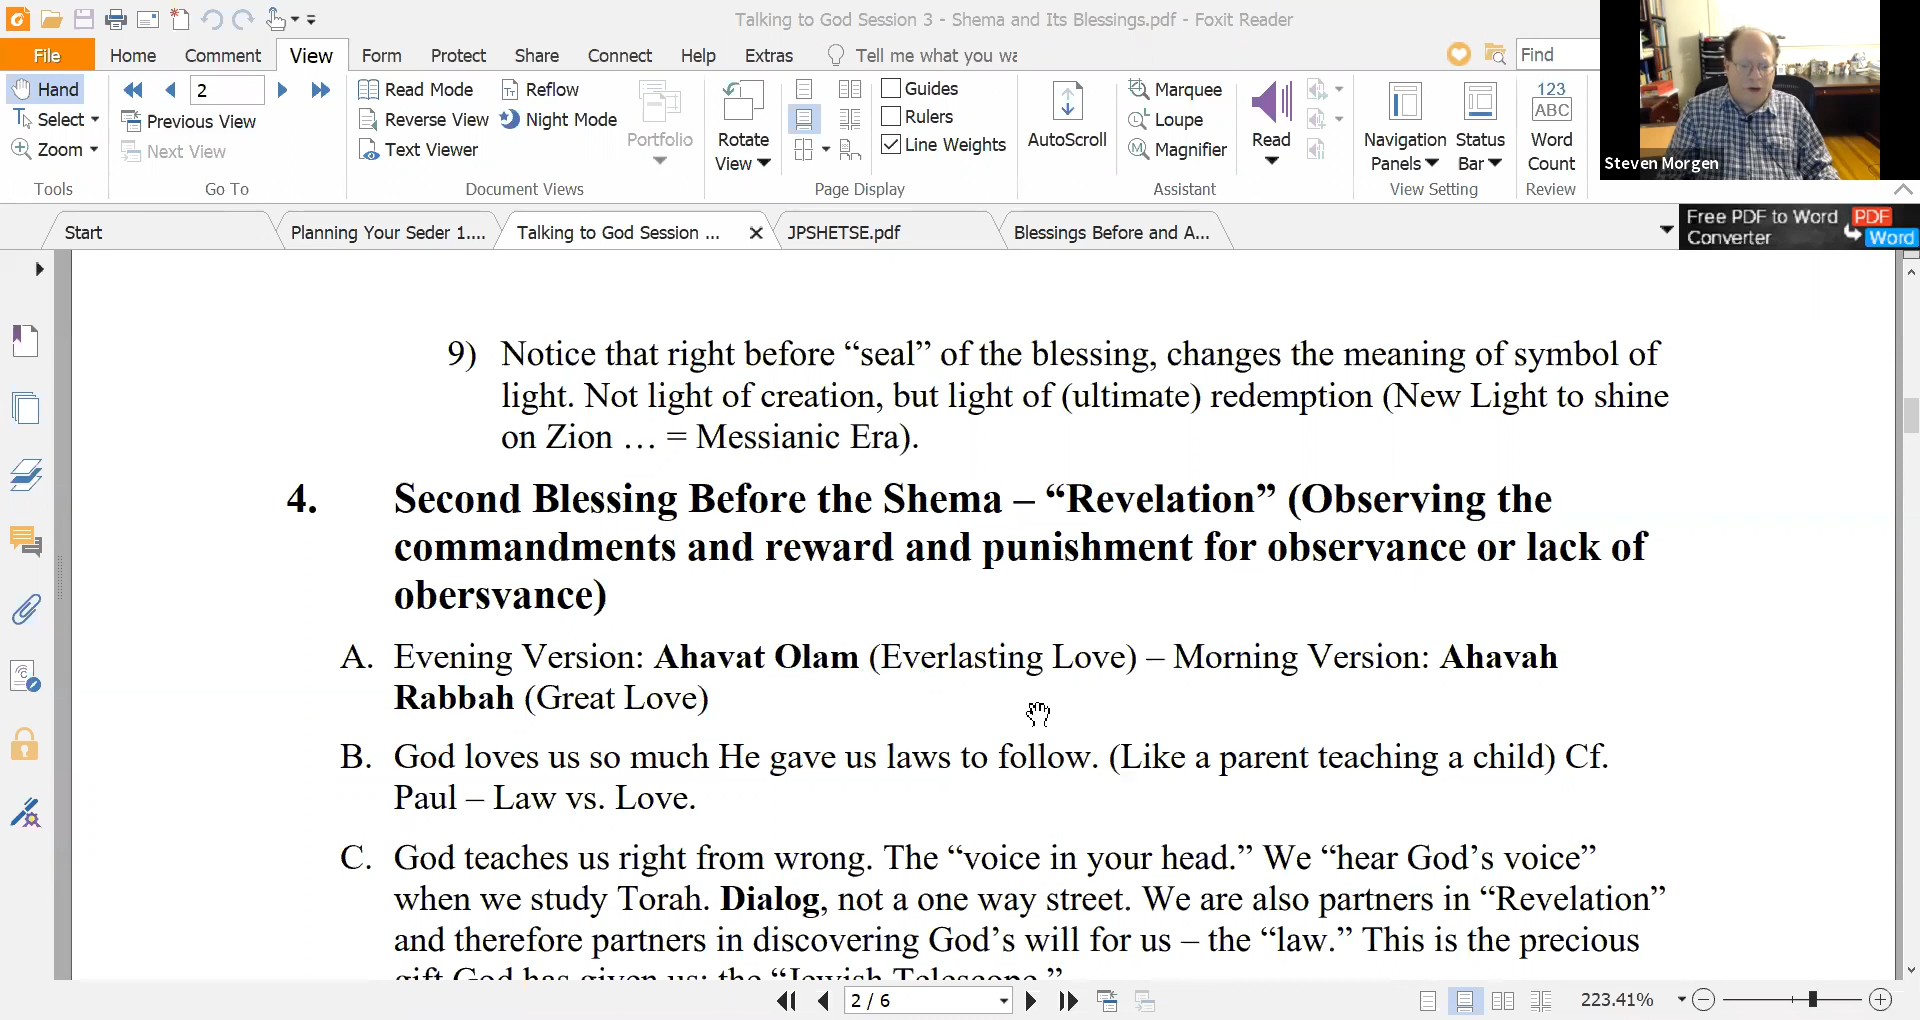 Talking to God Session 3 - Shema and Its Blessings.pdf - Foxit Reader
File Home Comment View Form Protect Share Connect Help Extras Tell me what you wa Find
Hand 2 Read Mode Reflow Guides Marquee 123
Select Previous View Reverse View Night Mode Rulers Loupe ABC
Zoom Next View Text Viewer Portfolio Rotate View Line Weights AutoScroll Magnifier Read Navigation Panels Status Bar Word Count
Tools Go To Document Views Page Display Assistant View Setting Review
Steven Morgen
Start Planning Your Seder 1.... Talking to God Session ... JPSHETSE.pdf Blessings Before and A...
Free PDF to Word PDF
Converter Word
9) Notice that right before “seal” of the blessing, changes the meaning of symbol of
light. Not light of creation, but light of (ultimate) redemption (New Light to shine
on Zion … = Messianic Era).
4. Second Blessing Before the Shema – “Revelation” (Observing the
commandments and reward and punishment for observance or lack of
obersvance)
A. Evening Version: Ahavat Olam (Everlasting Love) – Morning Version: Ahavah
Rabbah (Great Love)
B. God loves us so much He gave us laws to follow. (Like a parent teaching a child) Cf.
Paul – Law vs. Love.
C. God teaches us right from wrong. The “voice in your head.” We “hear God’s voice”
when we study Torah. Dialog, not a one way street. We are also partners in “Revelation”
and therefore partners in discovering God’s will for us – the “law.” This is the precious
gift God has given us: the “Jewish Telescope.”
2 / 6 223.41%